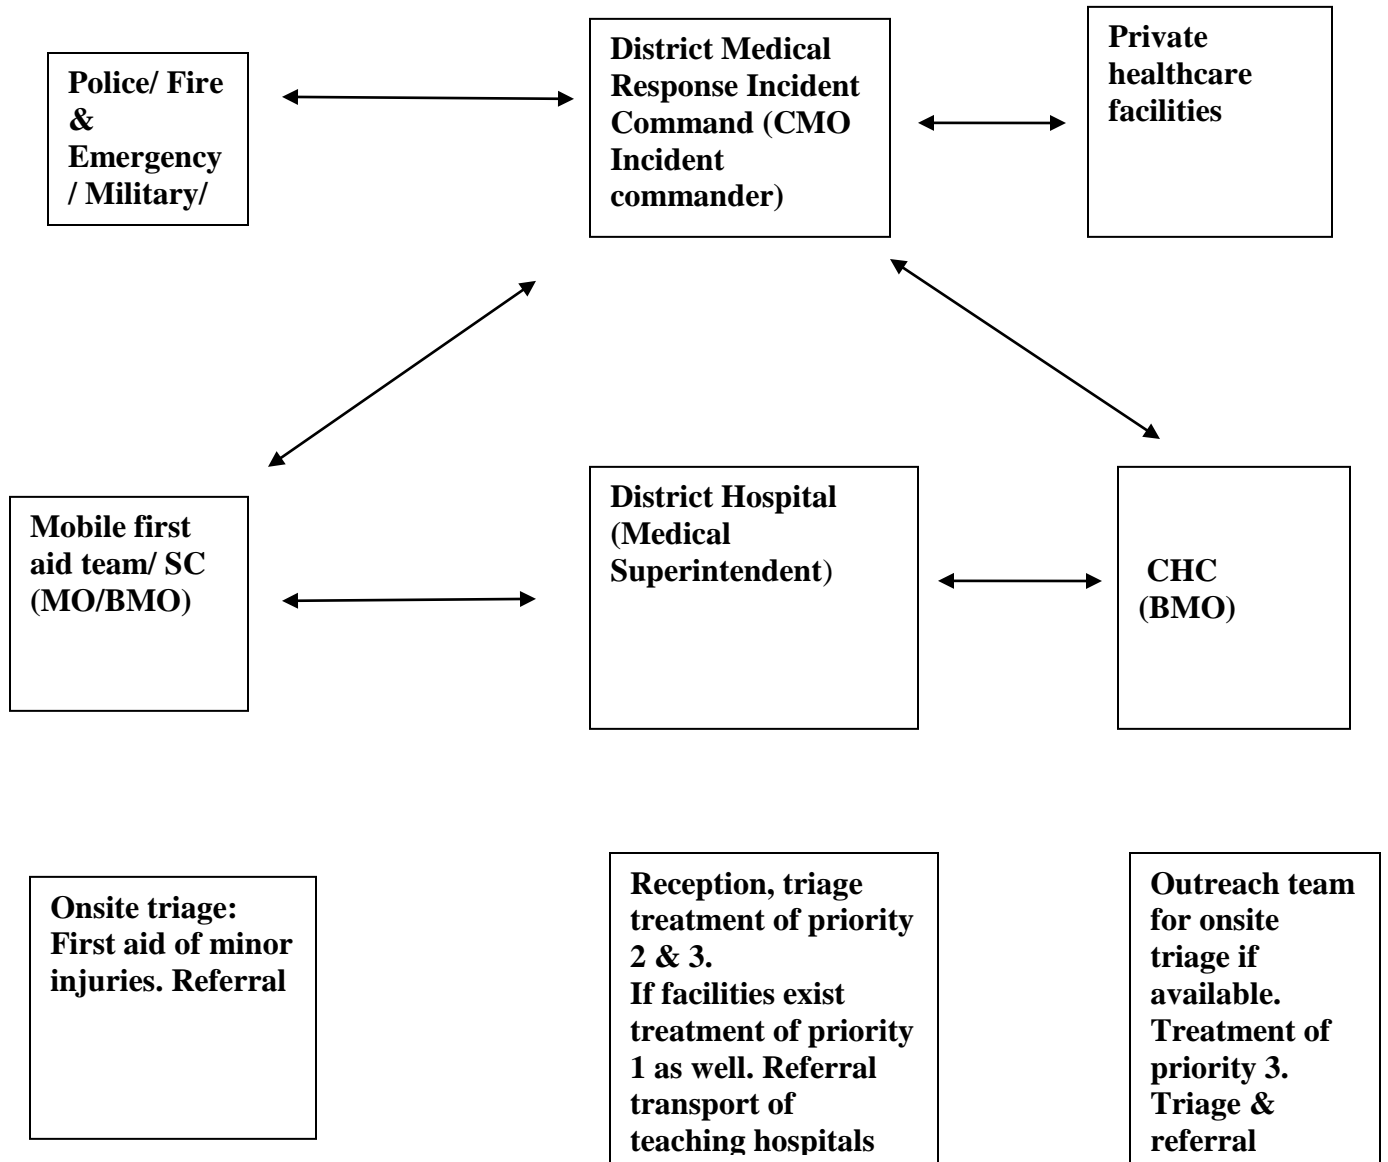 Police/ Fire
&
Emergency
/ Military/
District Medical
Response Incident
Command (CMO
Incident
commander)
Private
healthcare
facilities
Mobile first
aid team/ SC
(MO/BMO)
District Hospital
(Medical
Superintendent)
CHC
(BMO)
Onsite triage:
First aid of minor
injuries. Referral
Reception, triage
treatment of priority
2 & 3.
If facilities exist
treatment of priority
1 as well. Referral
transport of
teaching hospitals
Outreach team
for onsite
triage if
available.
Treatment of
priority 3.
Triage &
referral